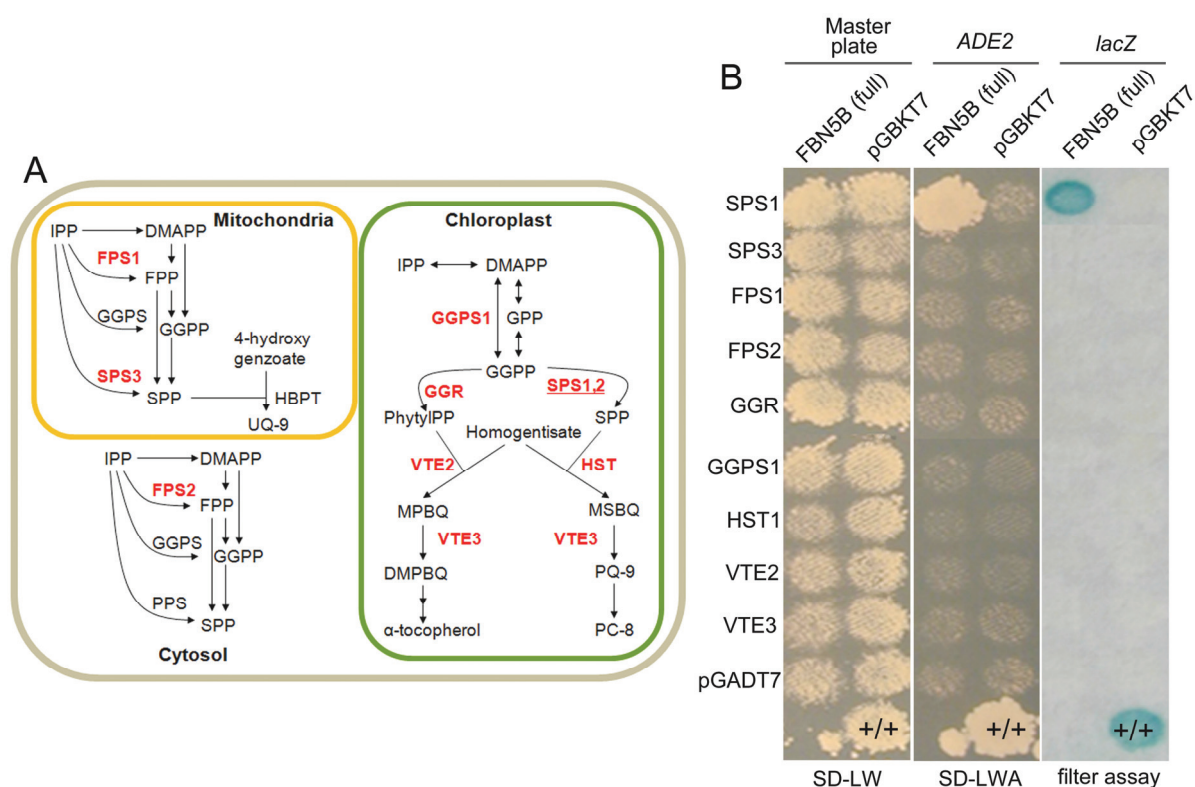 A
Mitochondria
IPP
DMAPP
FPS1
FPP
GGPS
GGPP
4-hydroxy
genzoate
SPS3
SPP
HBPT
UQ-9
IPP
DMAPP
FPS2
FPP
GGPS
GGPP
PPS
SPP
Cytosol
Chloroplast
IPP
DMAPP
GGPS1
GPP
GGPP
GGR
SPS1,2
PhytylPP
SPP
Homogentisate
VTE2
HST
MPBQ
MSBQ
VTE3
VTE3
DMPBQ
PQ-9
α-tocopherol
PC-8
B
Master
plate
ADE2
lacZ
FBN5B (full)
pGBKT7
FBN5B (full)
pGBKT7
FBN5B (full)
pGBKT7
SPS1
SPS3
FPS1
FPS2
GGR
GGPS1
HST1
VTE2
VTE3
pGADT7
+/+
+/+
+/+
SD-LW
SD-LWA
filter assay